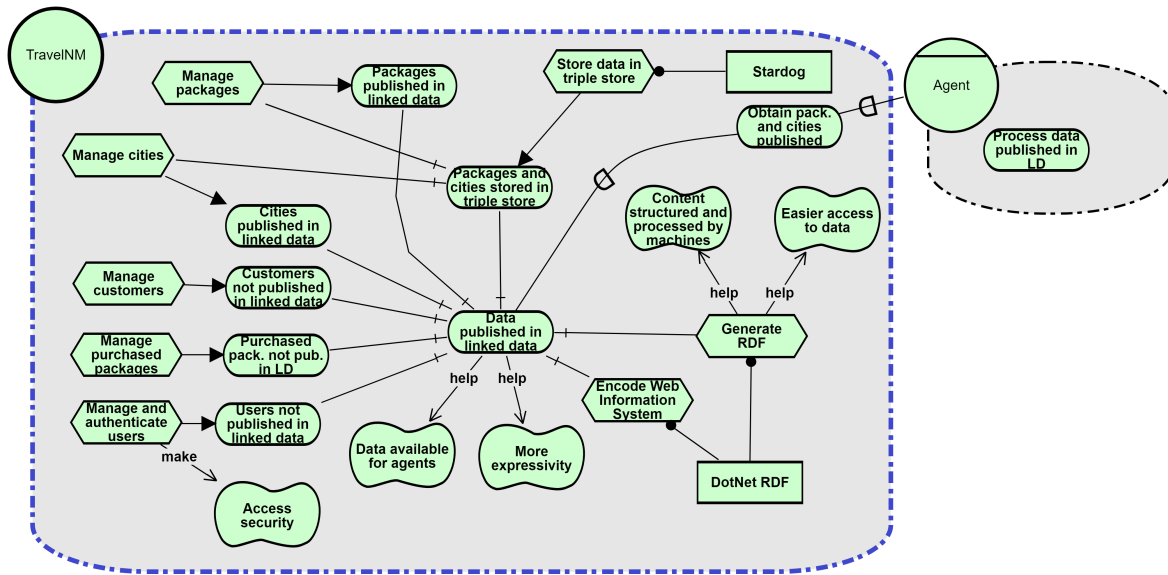 TravelNM
Manage
packages
Packages
published in
linked data
Store data in
triple store
Stardog
Agent
Obtain pack.
and cities
published
Process data
published in
LD
Manage cities
Packages and
cities stored in
triple store
Cities
published in
linked data
Content
structured and
processed by
machines
Easier access
to data
Manage
customers
Customers
not published
in linked data
help
help
Data
published in
linked data
Generate
RDF
Manage
purchased
packages
Purchased
pack. not pub.
in LD
help
help
Encode Web
Information
System
Manage and
authenticate
users
Users not
published in
linked data
make
Data available
for agents
More
expressivity
DotNet RDF
Access
security